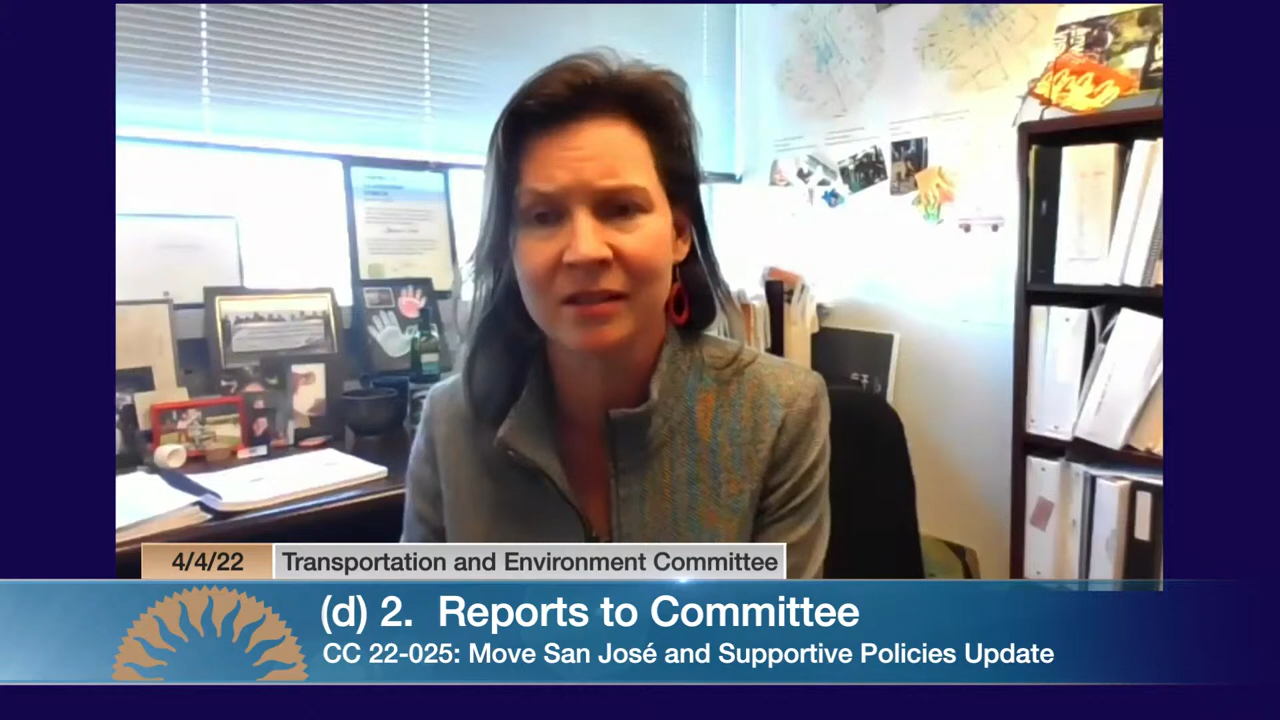 4/4/22 Transportation and Environment Committee
(d) 2. Reports to Committee
CC 22-025: Move San José and Supportive Policies Update